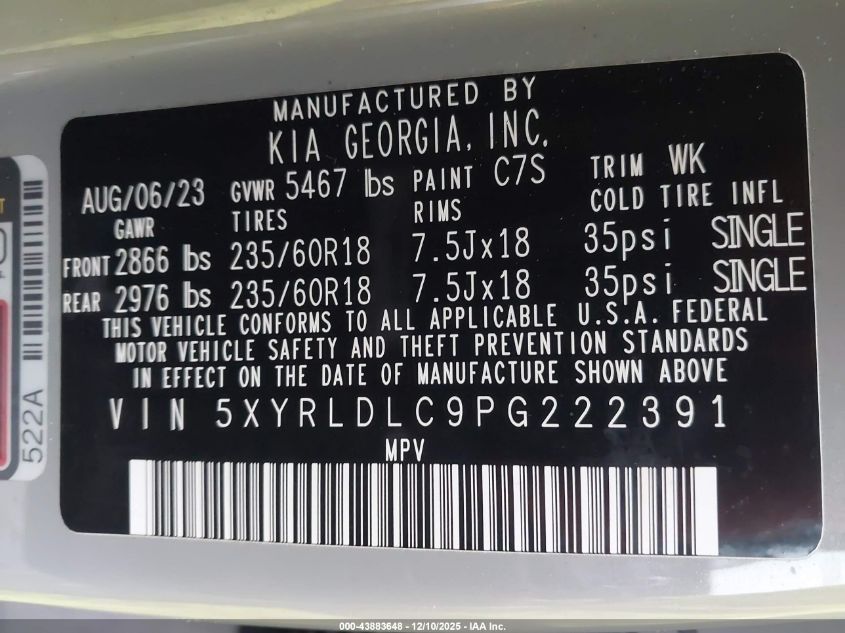 MANUFACTURED BY
KIA GEORGIA, INC.
AUG/06/23 GVWR 5467 lbs PAINT C7S TRIM WK
GAWR TIRES RIMS COLD TIRE INFL
FRONT 2866 lbs 235/60R18 7.5Jx18 35psi SINGLE
REAR 2976 lbs 235/60R18 7.5Jx18 35psi SINGLE
THIS VEHICLE CONFORMS TO ALL APPLICABLE U.S.A. FEDERAL
MOTOR VEHICLE SAFETY AND THEFT PREVENTION STANDARDS
IN EFFECT ON THE DATE OF MANUFACTURE SHOWN ABOVE
VIN 5XYRLDLC9PG222391
MPV
522A
000-43883648 - 12/10/2025 - IAA Inc.